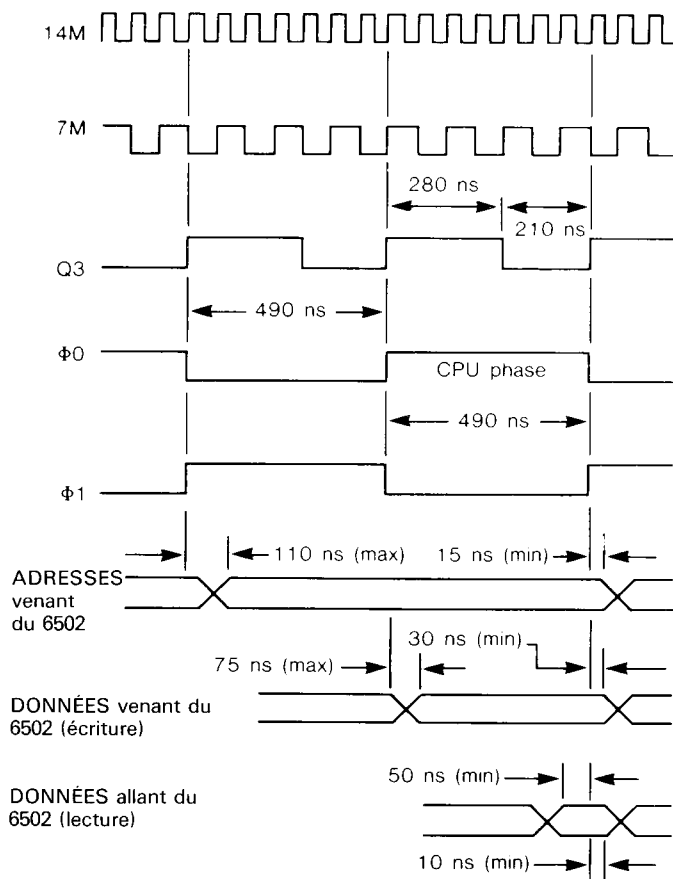 14M
7M
280 ns
210 ns
Q3
490 ns
Φ0
CPU phase
490 ns
Φ1
110 ns (max)
15 ns (min)
ADRESSES
venant
du 6502
30 ns (min)
75 ns (max)
DONNÉES venant du
6502 (écriture)
50 ns (min)
DONNÉES allant du
6502 (lecture)
10 ns (min)